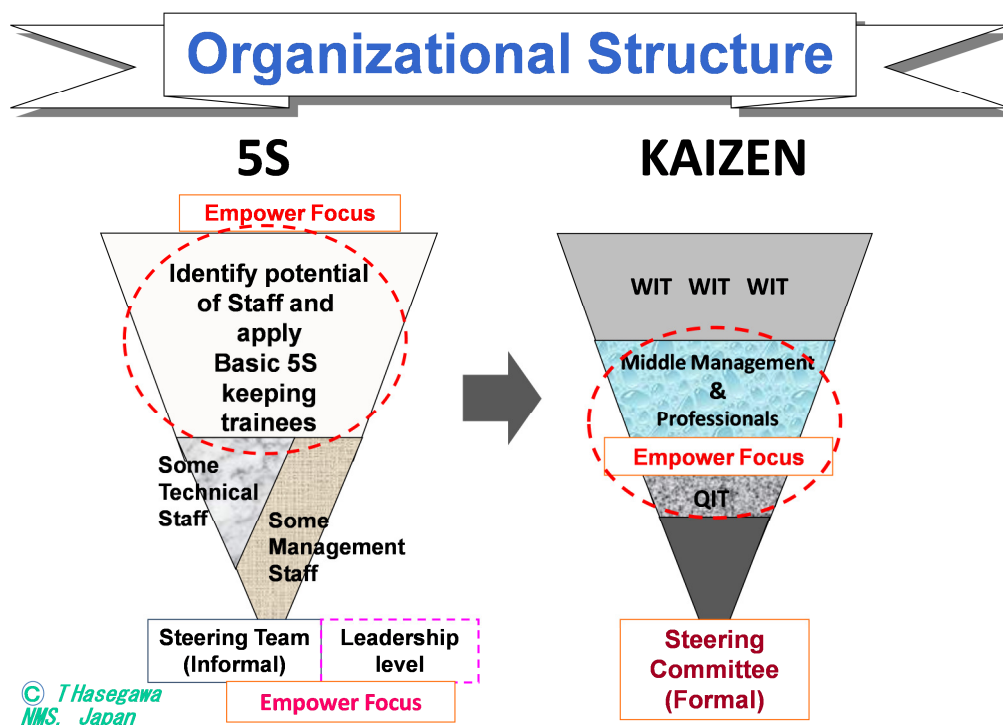 Organizational Structure
5S
Empower Focus
Identify potential
of Staff and
apply
Basic 5S
keeping
trainees
Some
Technical
Staff
Some
Management
Staff
Steering Team
(Informal)
Leadership
level
Empower Focus
KAIZEN
WIT WIT WIT
Middle Management
&
Professionals
Empower Focus
QIT
Steering
Committee
(Formal)
© THasegawa
NMS, Japan